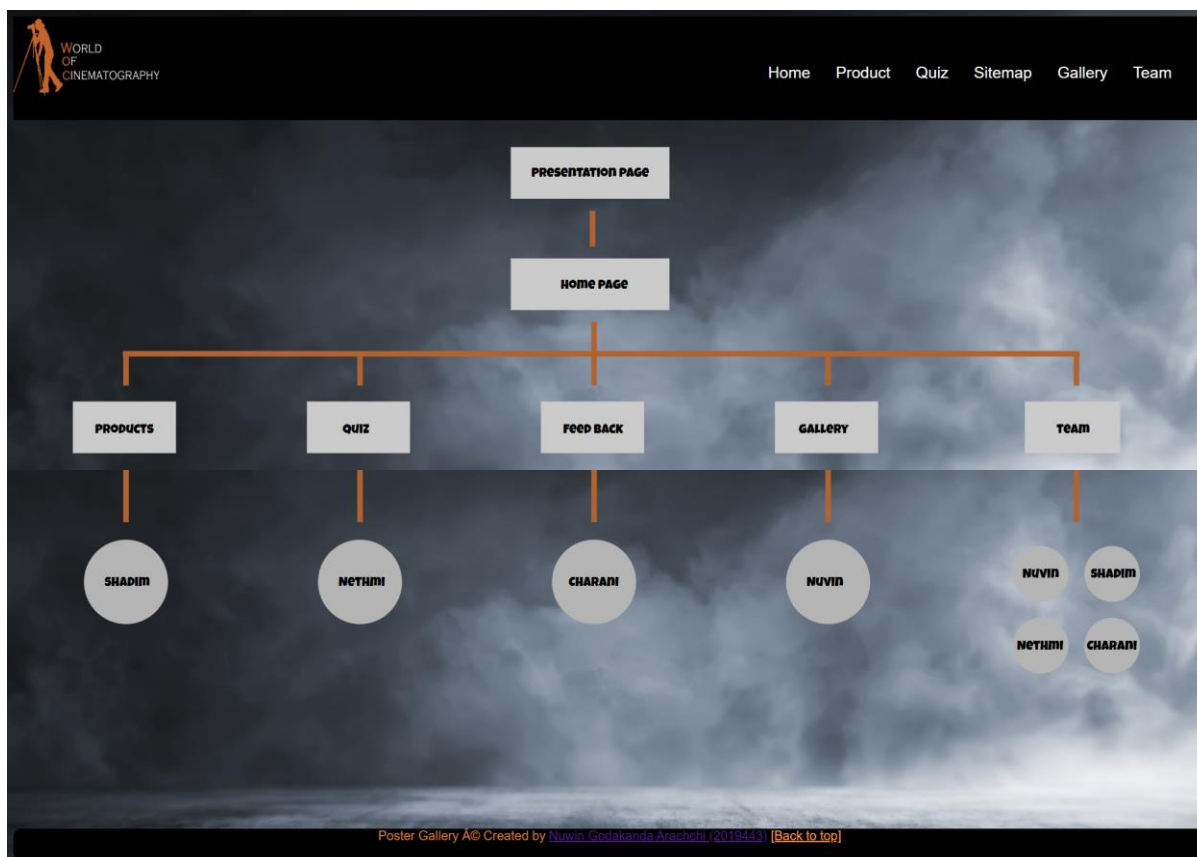 WORLD
OF
CINEMATOGRAPHY
Home Product Quiz Sitemap Gallery Team
PRESENTATION PAGE
HOME PAGE
PRODUCTS QUIZ FEED BACK GALLERY TEAM
SHADIM NETHMI CHARANI NUVIN
NUVIN SHADIM
NETHMI CHARANI
Poster Gallery Â© Created by Nuwin Godakanda Arachchi (2019443) [Back to top]